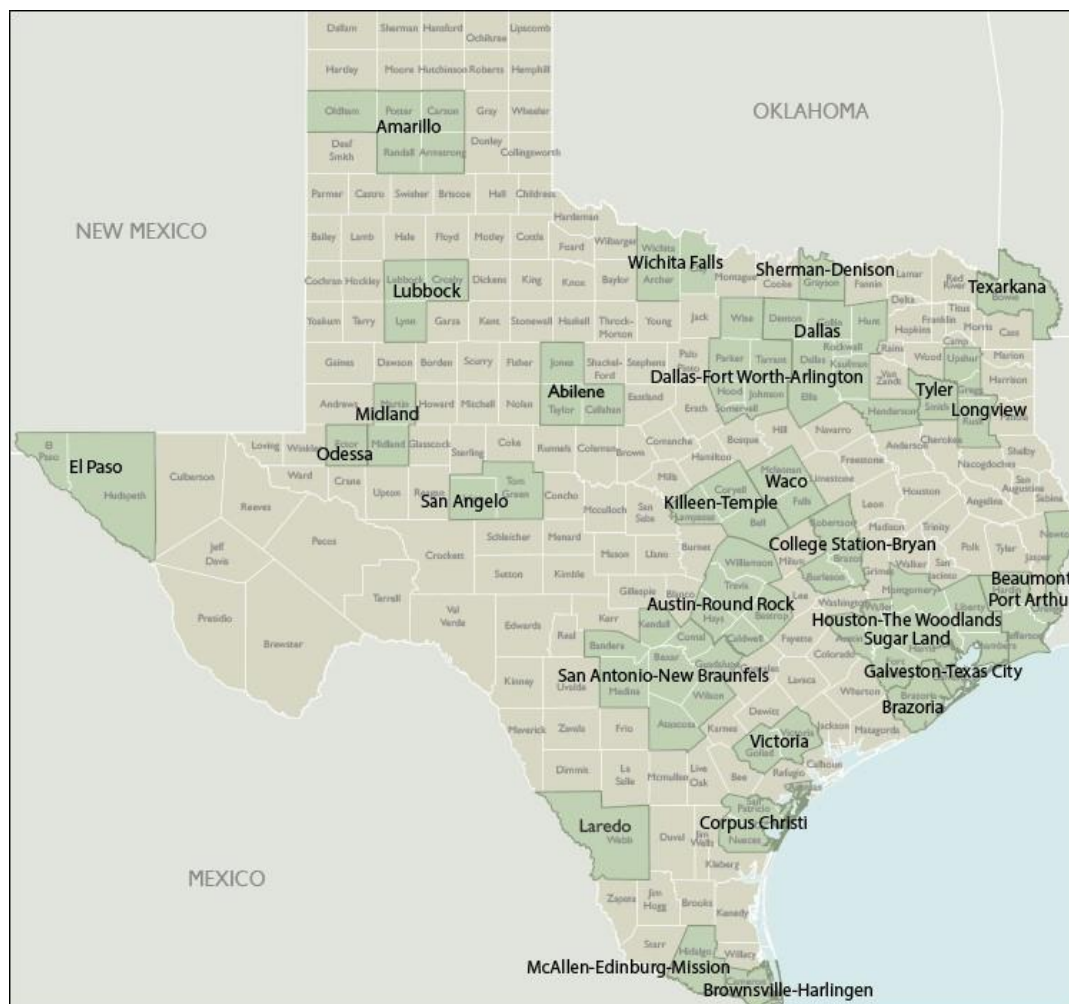 Dallam Sherman Hansford Ochiltree Lipscomb
Hartley Moore Hutchinson Roberts Hemphill
Oldham Potter Carson Gray Wheeler
OKLAHOMA
Amarillo
Deaf Smith Randall Armstrong Donley Collingsworth
Parmer Castro Swisher Briscoe Hall Childress
NEW MEXICO
Hardeman
Bailey Lamb Hale Floyd Motley Cottle Foard Wilbarger Wichita
Wichita Falls
Sherman-Denison
Texarkana
Cochran Hockley Lubbock Crosby Dickens King Knox Baylor Archer Clay Montague Cooke Grayson Fannin Lamar Red River Bowie
Lubbock
Delta Titus
Yoakum Terry Lynn Garza Kent Stonewall Haskell Throck-Morton Young Jack Wise Denton Collin Hunt Hopkins Franklin Morris Cass
Dallas
Camp
Rockwell Rains Wood Upshur Marion
Gaines Dawson Borden Scurry Fisher Jones Shackel-Ford Stephens Palo Pinto Parker Tarrant Dallas Kaufman Van Zandt Gregg Harrison
Dallas-Fort Worth-Arlington
Abilene
Tyler
Longview
Andrews Martin Howard Mitchell Nolan Taylor Callahan Eastland Erath Hood Somervell Johnson Ellis Henderson Smith Rusk
Midland
El Paso
Loving Winkler Ector Midland Glasscock Sterling Coke Runnels Coleman Brown Comanche Bosque Hill Navarro Anderson Cherokee Shelby
Odessa
El Paso
Hudspeth Culberson Ward Crane Upton Reagan Tom Green Concho Mills Hamilton Mclennan Limestone Freestone Nacogdoches San Augustine Sabine
San Angelo
Waco
Killeen-Temple
Reeves Mcculloch San Saba Lampasas Coryell Bell Falls Leon Houston Angelina
Jeff Davis Pecos Crockett Schleicher Menard Mason Llano Burnet Robertson Madison Trinity Polk Tyler Jasper Newton
College Station-Bryan
Williamson Milam Brazos Burleson Grimes Walker San Jacinto
Presidio Brewster Terrell Sutton Kimble Gillespie Blanco Travis Lee Washington Montgomery Liberty Hardin
Beaumont
Port Arthur
Austin-Round Rock
Val Verde Edwards Real Kerr Kendall Hays Bastrop Caldwell Fayette Austin Waller Harris Chambers Jefferson
Houston-The Woodlands
Sugar Land
Bandera Comal Bexar Guadalupe Gonzales Colorado Fort
San Antonio-New Braunfels
Galveston-Texas City
Kinney Uvalde Medina Wilson Lavaca Wharton Brazoria
Brazoria
Maverick Zavala Frio Atascosa Karnes Dewitt Jackson Matagorda
Victoria
Victoria
Dimmit La Salle Mcmullen Live Oak Bee Goliad Refugio Calhoun
Aransas
Laredo
Webb Duval Jim Wells San Patricio Nueces
Corpus Christi
Kleberg
MEXICO
Zapata Jim Hogg Brooks Kenedy
Starr Hidalgo Willacy
McAllen-Edinburg-Mission
Cameron
Brownsville-Harlingen